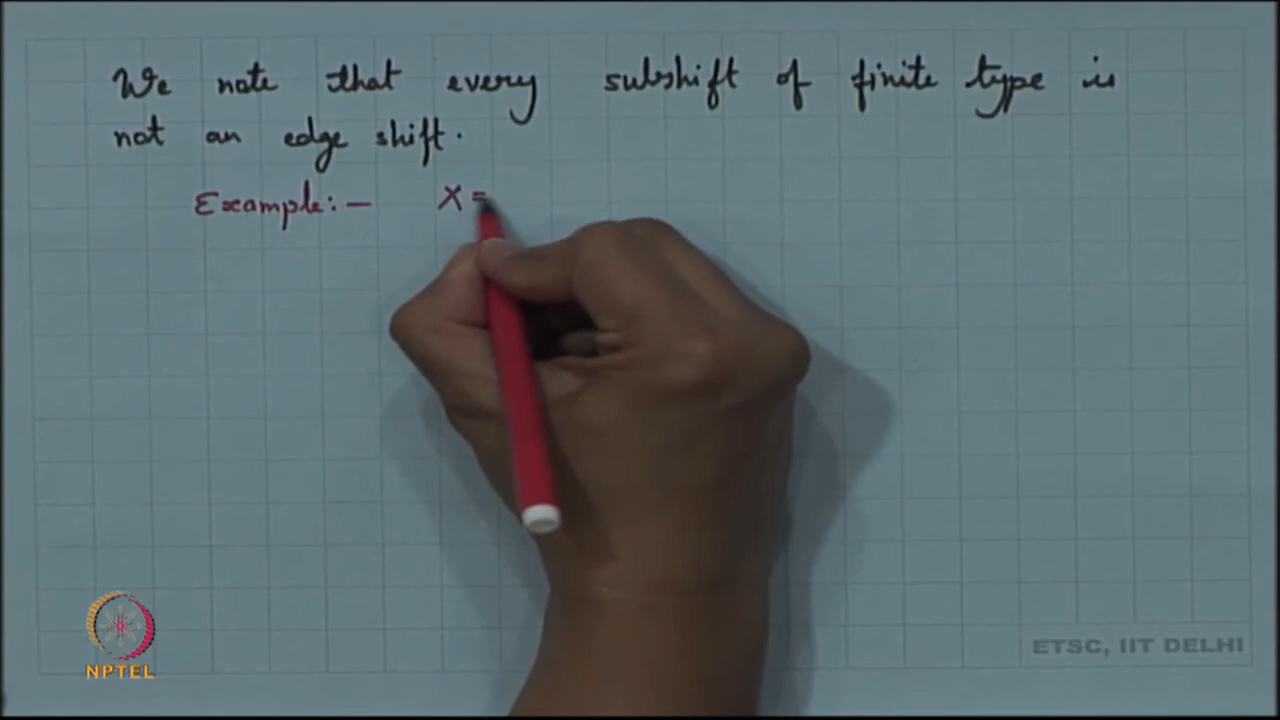 We note that every subshift of finite type is
not an edge shift.
Example:- X =
NPTEL
ETSC, IIT DELHI